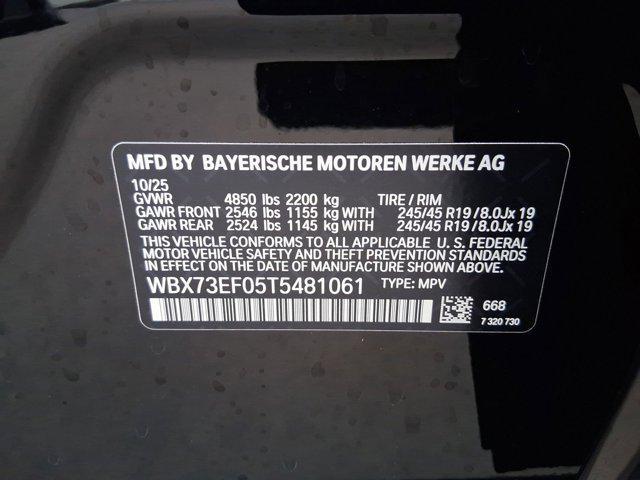 MFD BY BAYERISCHE MOTOREN WERKE AG
10/25
GVWR 4850 lbs 2200 kg TIRE / RIM
GAWR FRONT 2546 lbs 1155 kg WITH 245/45 R19 /8.0Jx 19
GAWR REAR 2524 lbs 1145 kg WITH 245/45 R19 /8.0Jx 19
THIS VEHICLE CONFORMS TO ALL APPLICABLE U. S. FEDERAL
MOTOR VEHICLE SAFETY AND THEFT PREVENTION STANDARDS
IN EFFECT ON THE DATE OF MANUFACTURE SHOWN ABOVE.
WBX73EF05T5481061 TYPE: MPV
668
7 320 730